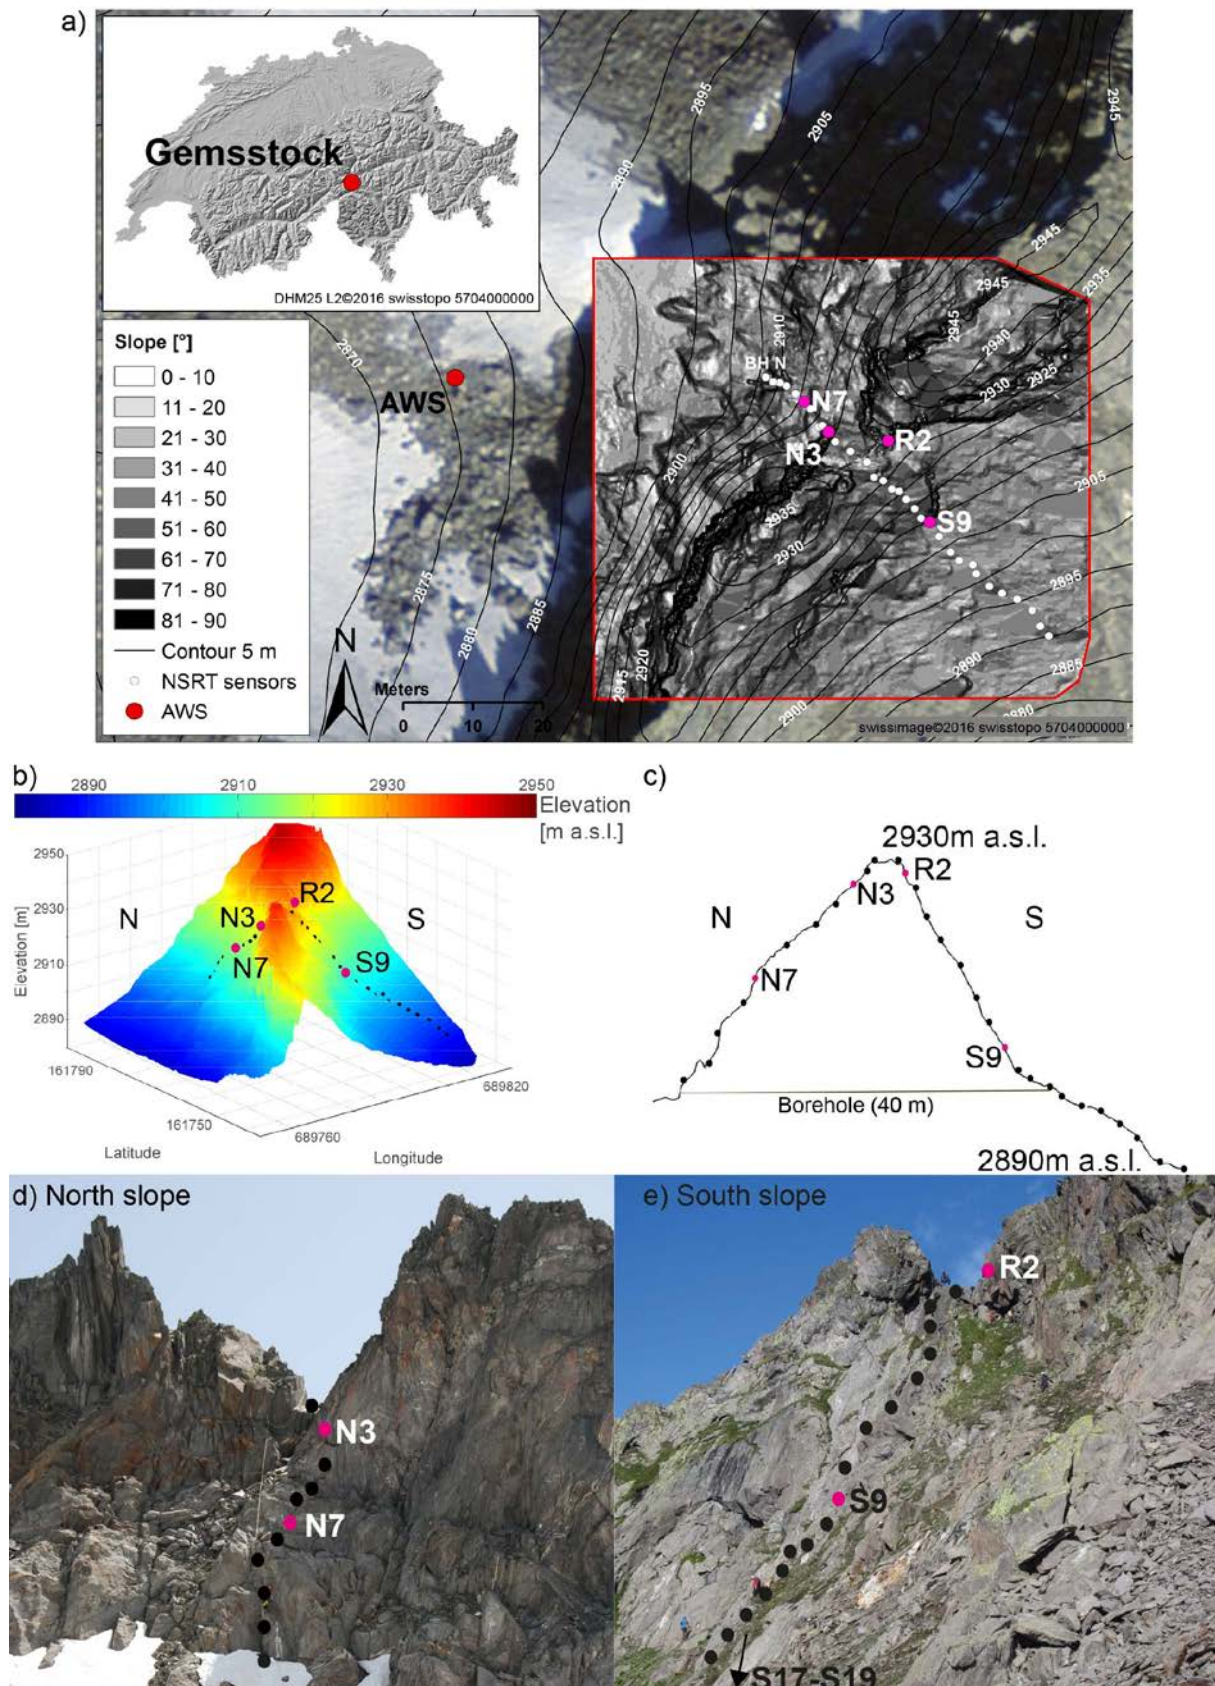 a)
Gemsstock
DHM25 L2©2016 swisstopo 5704000000
Slope [°]
0 - 10
11 - 20
21 - 30
31 - 40
41 - 50
51 - 60
61 - 70
71 - 80
81 - 90
Contour 5 m
NSRT sensors
AWS
AWS
N
Meters
0 10 20
2870
2875
2880
2885
2890
2895
2905
2945
2945
2935
2945
2945
2940
2930
2925
2910
BH N
N7
N3
R2
S9
2900
2905
2935
2930
2895
2890
2885
2880
2920
2915
2900
swissimage©2016 swisstopo 5704000000
b)
2890 2910 2930 2950
Elevation
[m a.s.l.]
2950
2930
2910
2890
Elevation [m]
N
S
R2
N3
N7
S9
161790
161750
689760
689820
Latitude
Longitude
c)
2930m a.s.l.
R2
N3
N
S
N7
S9
Borehole (40 m)
2890m a.s.l.
d) North slope
N3
N7
e) South slope
R2
S9
S17-S19